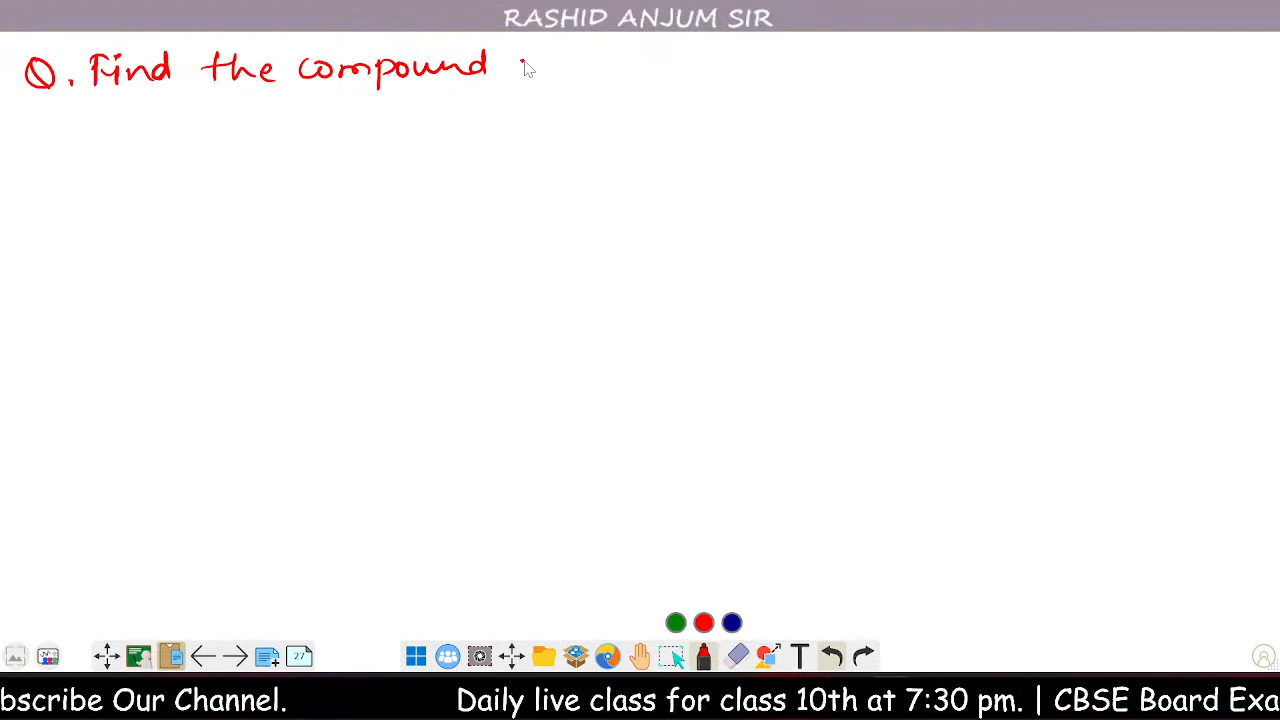 RASHID ANJUM SIR
Q. Find the compound
27
T
bscribe Our Channel. Daily live class for class 10th at 7:30 pm. | CBSE Board Exa